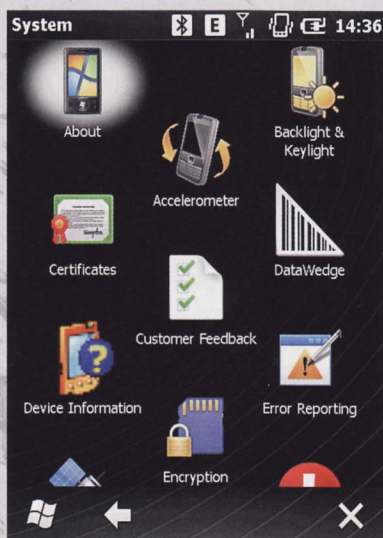 System E 14:36
About
Backlight &
Keylight
Accelerometer
Certificates
DataWedge
Customer Feedback
Device Information
Error Reporting
Encryption